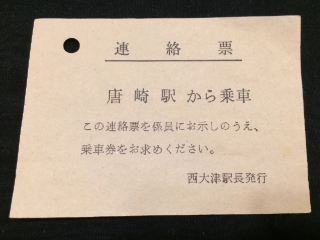 連絡票
唐崎駅から乗車
この連絡票を係員にお示しのうえ、
乗車券をお求めください。
西大津駅長発行